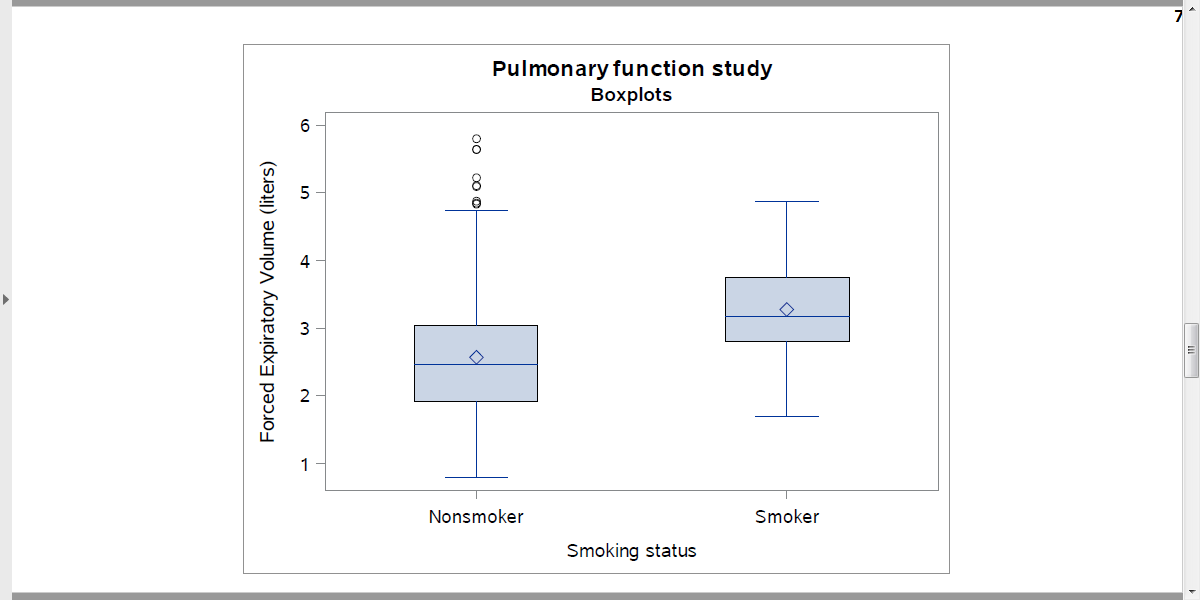 7
Pulmonary function study
Boxplots
Forced Expiratory Volume (liters)
6
5
4
3
2
1
Nonsmoker Smoker
Smoking status